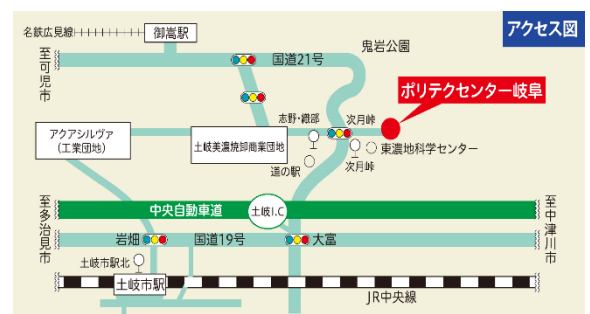 アクセス図
名鉄広見線
御嵩駅
鬼岩公園
至可児市
国道21号
ポリテクセンター岐阜
志野・織部
次月峠
アクアシルヴァ
(工業団地)
土岐美濃焼卸商業団地
東濃地科学センター
道の駅
次月峠
至多治見市
中央自動車道
土岐I.C
至中津川市
岩畑
国道19号
大富
土岐市駅北
土岐市駅
JR中央線